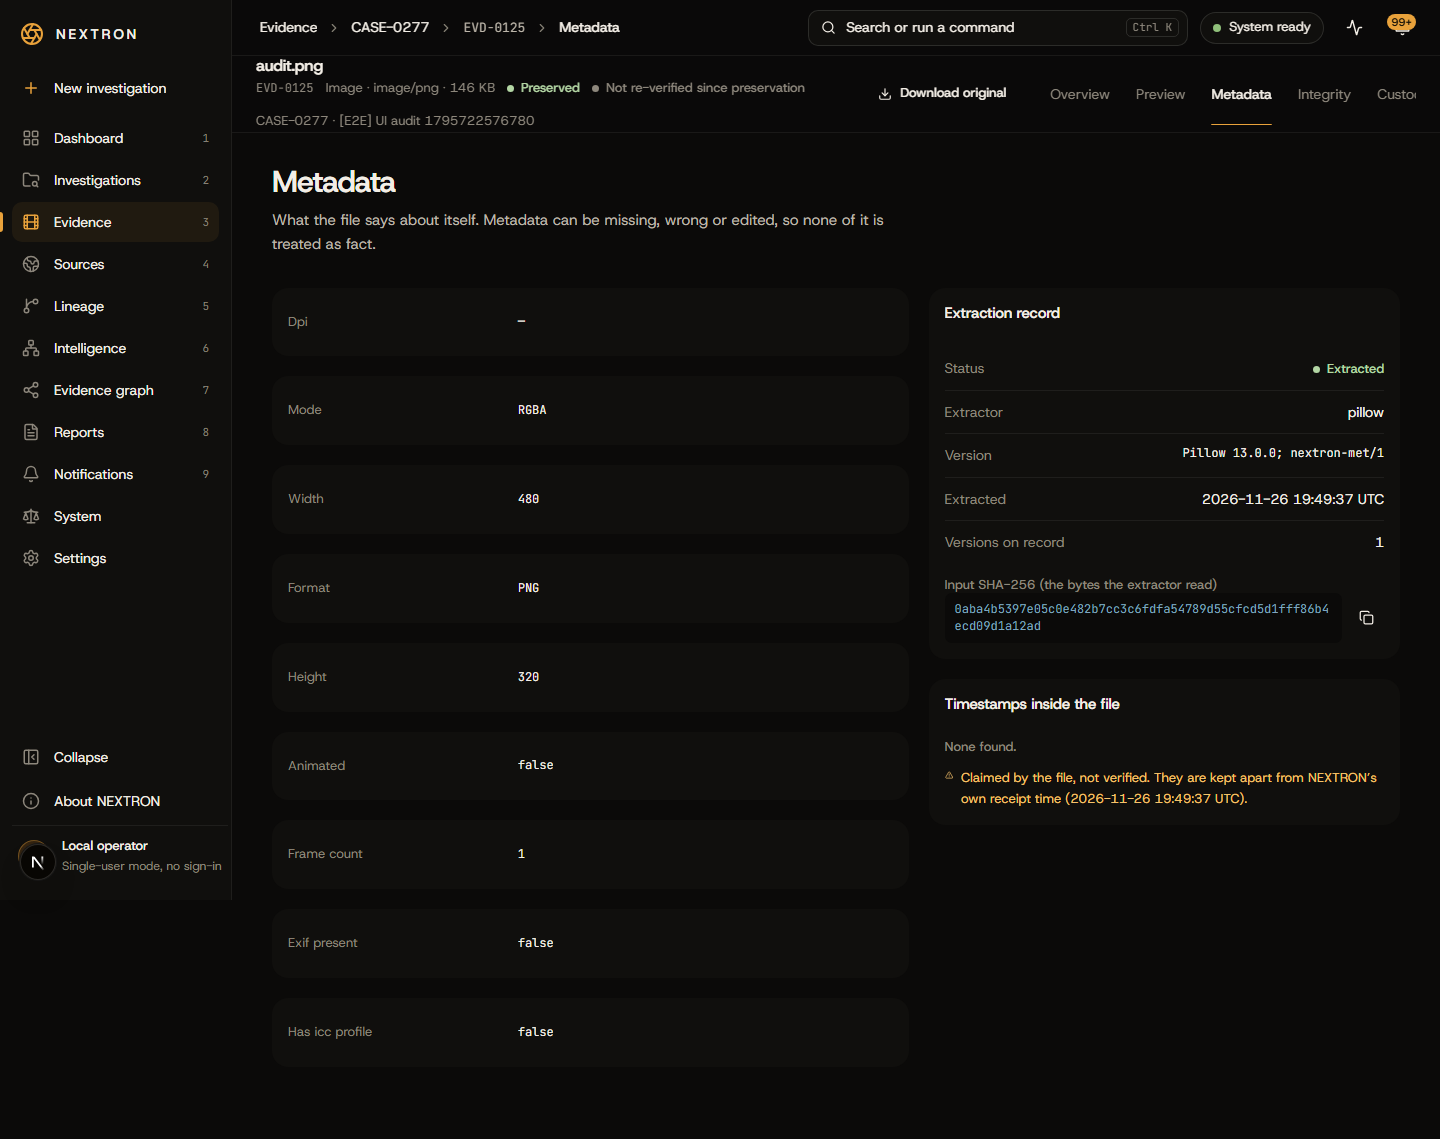 NEXTRON
New investigation
Dashboard 1
Investigations 2
Evidence 3
Sources 4
Lineage 5
Intelligence 6
Evidence graph 7
Reports 8
Notifications 9
System
Settings
Collapse
About NEXTRON
N
Local operator
Single-user mode, no sign-in
Evidence > CASE-0277 > EVD-0125 > Metadata
Search or run a command Ctrl K
System ready
99+
audit.png
EVD-0125 Image · image/png · 146 KB Preserved Not re-verified since preservation
CASE-0277 · [E2E] UI audit 1795722576780
Download original
Overview Preview Metadata Integrity Custo
Metadata
What the file says about itself. Metadata can be missing, wrong or edited, so none of it is
treated as fact.
Dpi —
Mode RGBA
Width 480
Format PNG
Height 320
Animated false
Frame count 1
Exif present false
Has icc profile false
Extraction record
Status Extracted
Extractor pillow
Version Pillow 13.0.0; nextron-met/1
Extracted 2026-11-26 19:49:37 UTC
Versions on record 1
Input SHA-256 (the bytes the extractor read)
0aba4b5397e05c0e482b7cc3c6fdfa54789d55cfcd5d1fff86b4
ecd09d1a12ad
Timestamps inside the file
None found.
Claimed by the file, not verified. They are kept apart from NEXTRON's
own receipt time (2026-11-26 19:49:37 UTC).